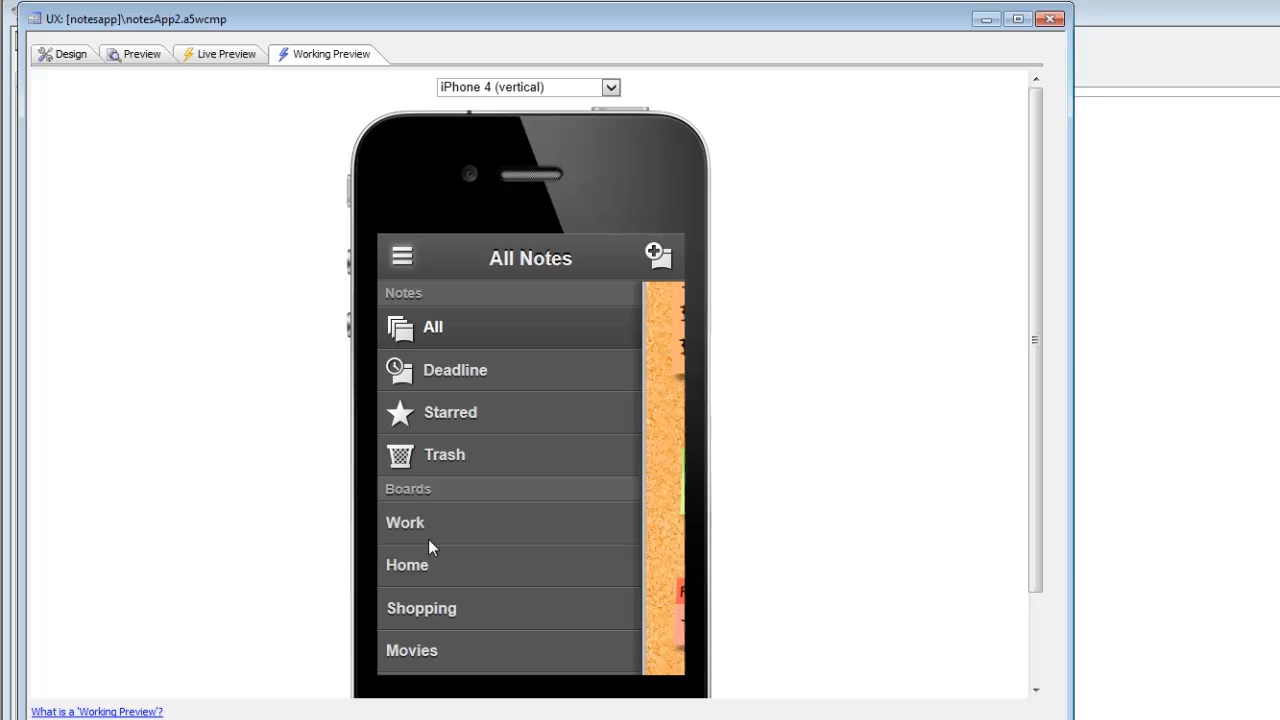 UX: [notesapp]\notesApp2.a5wcmp
Design
Preview
Live Preview
Working Preview
iPhone 4 (vertical)
All Notes
Notes
All
Deadline
Starred
Trash
Boards
Work
Home
Shopping
Movies
What is a 'Working Preview'?